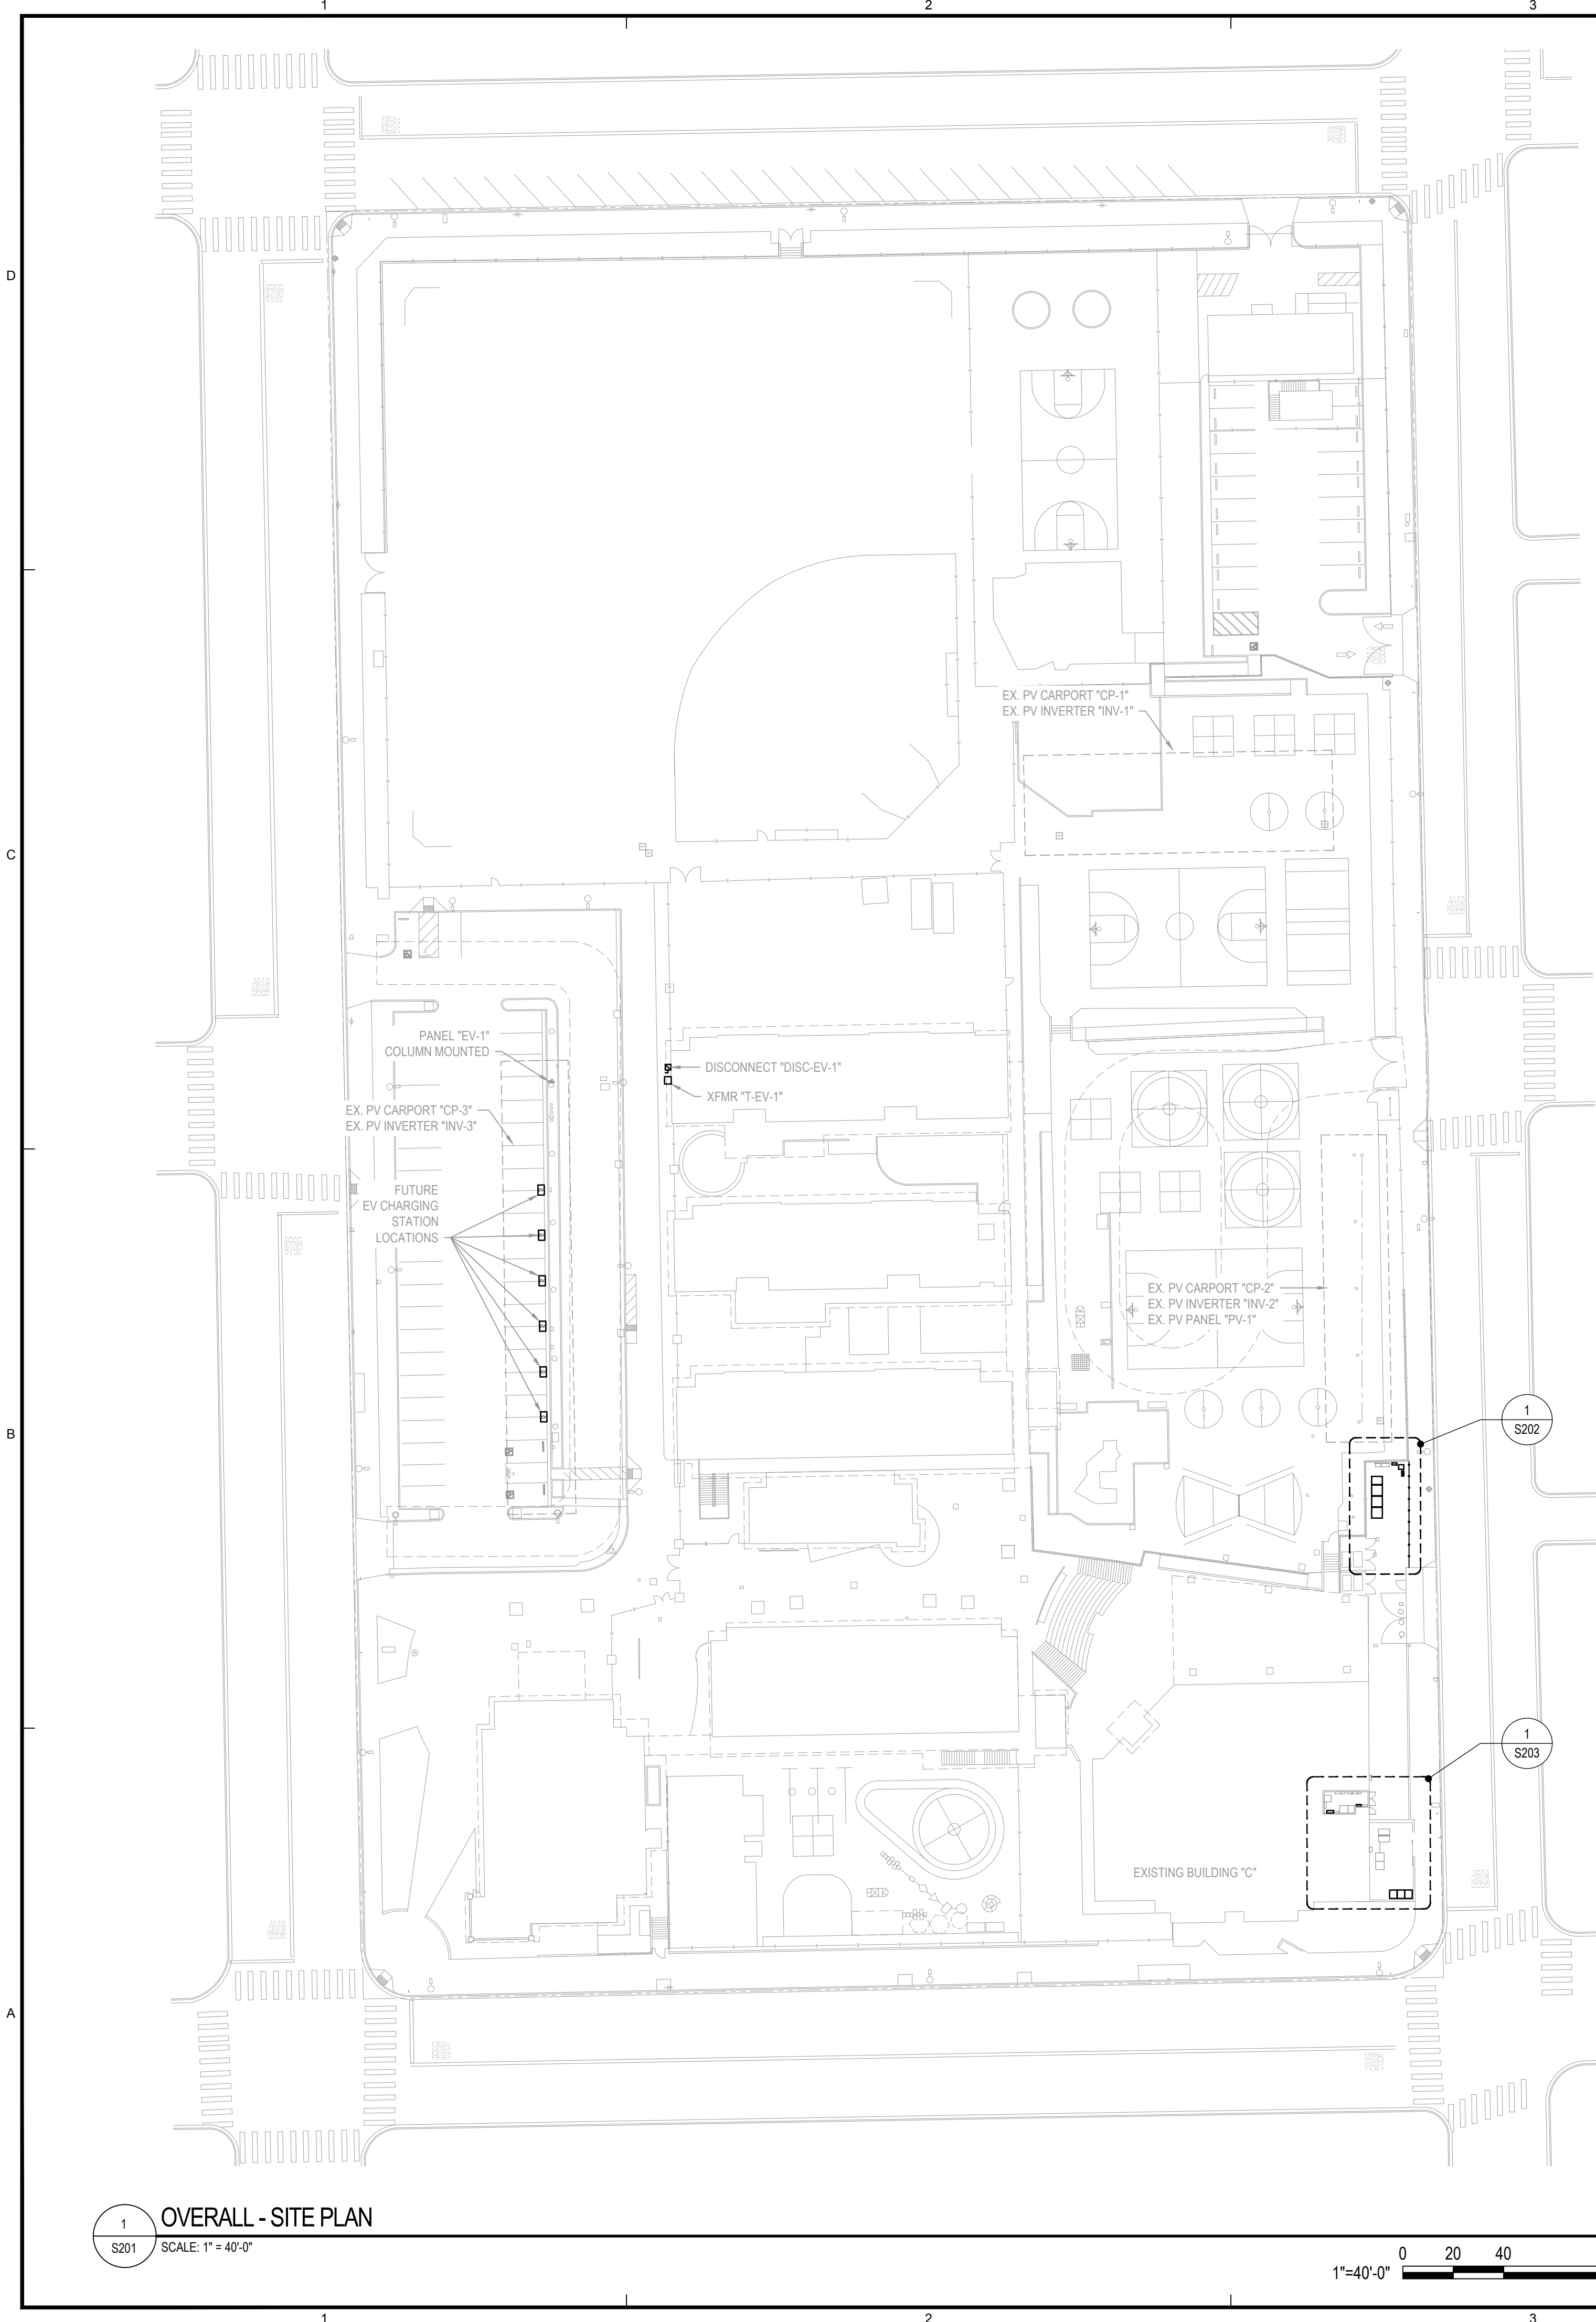 1
2
3
D
EX. PV CARPORT "CP-1"
EX. PV INVERTER "INV-1"
C
PANEL "EV-1"
COLUMN MOUNTED
DISCONNECT "DISC-EV-1"
XFMR "T-EV-1"
EX. PV CARPORT "CP-3"
EX. PV INVERTER "INV-3"
FUTURE
EV CHARGING
STATION
LOCATIONS
EX. PV CARPORT "CP-2"
EX. PV INVERTER "INV-2"
EX. PV PANEL "PV-1"
1
S202
B
1
S203
EXISTING BUILDING "C"
A
1
S201
OVERALL - SITE PLAN
SCALE: 1" = 40'-0"
0
20
40
1"=40'-0"
1
2
3